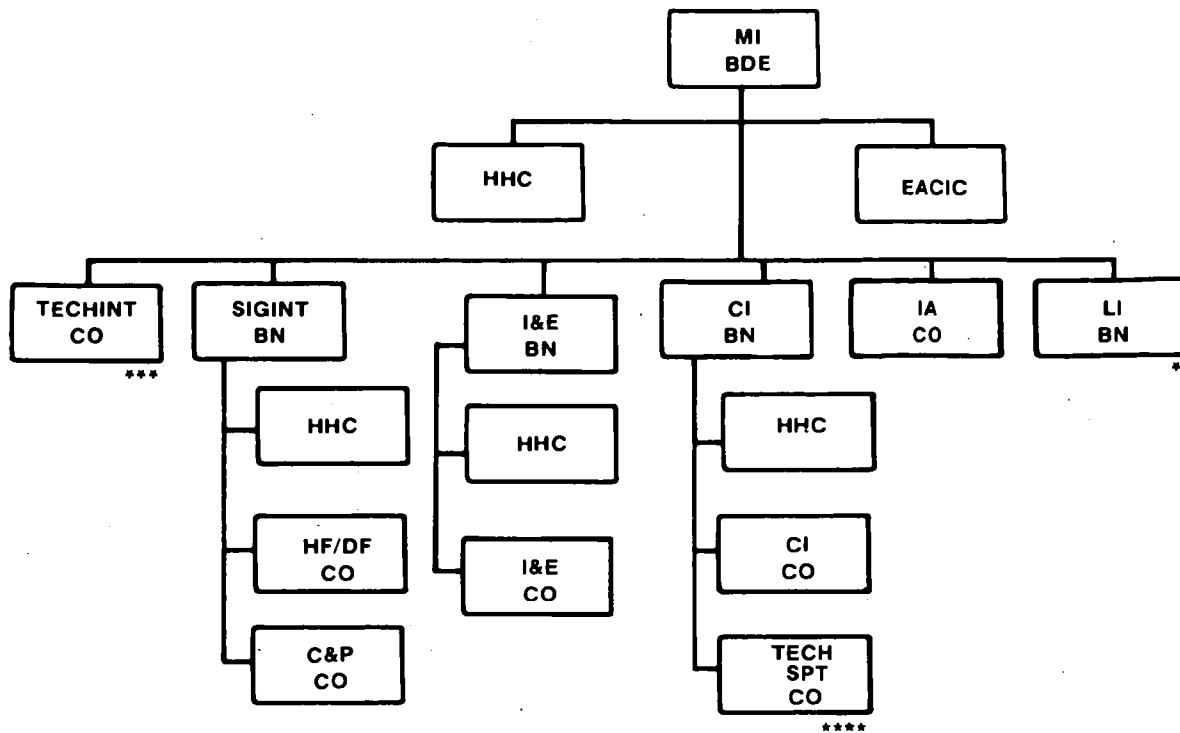 MI
BDE
HHC
EACIC
TECHINT
CO
***
SIGINT
BN
I&E
BN
CI
BN
IA
CO
LI
BN
*
HHC
HHC
HHC
HF/DF
CO
I&E
CO
CI
CO
C&P
CO
TECH
SPT
CO
****